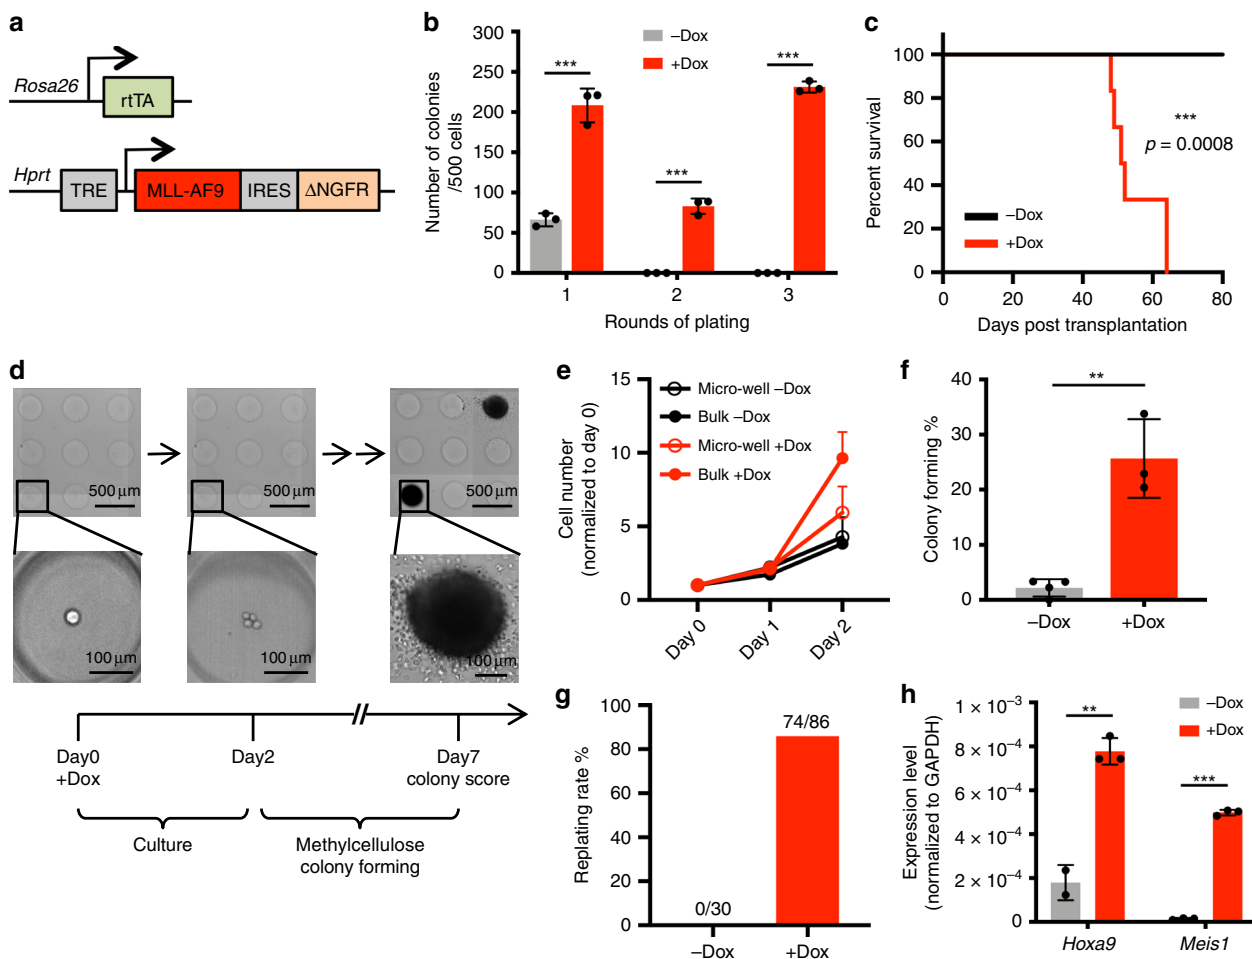 a
Rosa26
rtTA
Hprt
TRE
MLL-AF9
IRES
ΔNGFR
b
Number of colonies
/500 cells
300
250
200
150
100
50
0
–Dox
+Dox
***
***
***
1
2
3
Rounds of plating
c
Percent survival
100
80
60
40
20
0
***
p = 0.0008
–Dox
+Dox
0
20
40
60
80
Days post transplantation
d
500 μm
500 μm
500 μm
100 μm
100 μm
100 μm
Day0
+Dox
Day2
Day7
colony score
Culture
Methylcellulose
colony forming
e
Cell number
(normalized to day 0)
15
10
5
0
Micro-well –Dox
Bulk –Dox
Micro-well +Dox
Bulk +Dox
Day 0
Day 1
Day 2
f
Colony forming %
40
30
20
10
0
**
–Dox
+Dox
g
Replating rate %
100
80
60
40
20
0
74/86
0/30
–Dox
+Dox
h
Expression level
(normalized to GAPDH)
1 × 10⁻³
8 × 10⁻⁴
6 × 10⁻⁴
4 × 10⁻⁴
2 × 10⁻⁴
0
–Dox
+Dox
**
***
Hoxa9
Meis1